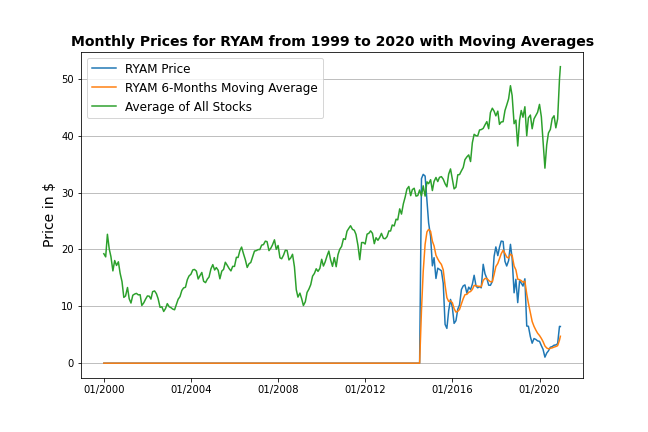 Monthly Prices for RYAM from 1999 to 2020 with Moving Averages
RYAM Price
RYAM 6-Months Moving Average
Average of All Stocks
Price in $
50
40
30
20
10
0
01/2000 01/2004 01/2008 01/2012 01/2016 01/2020